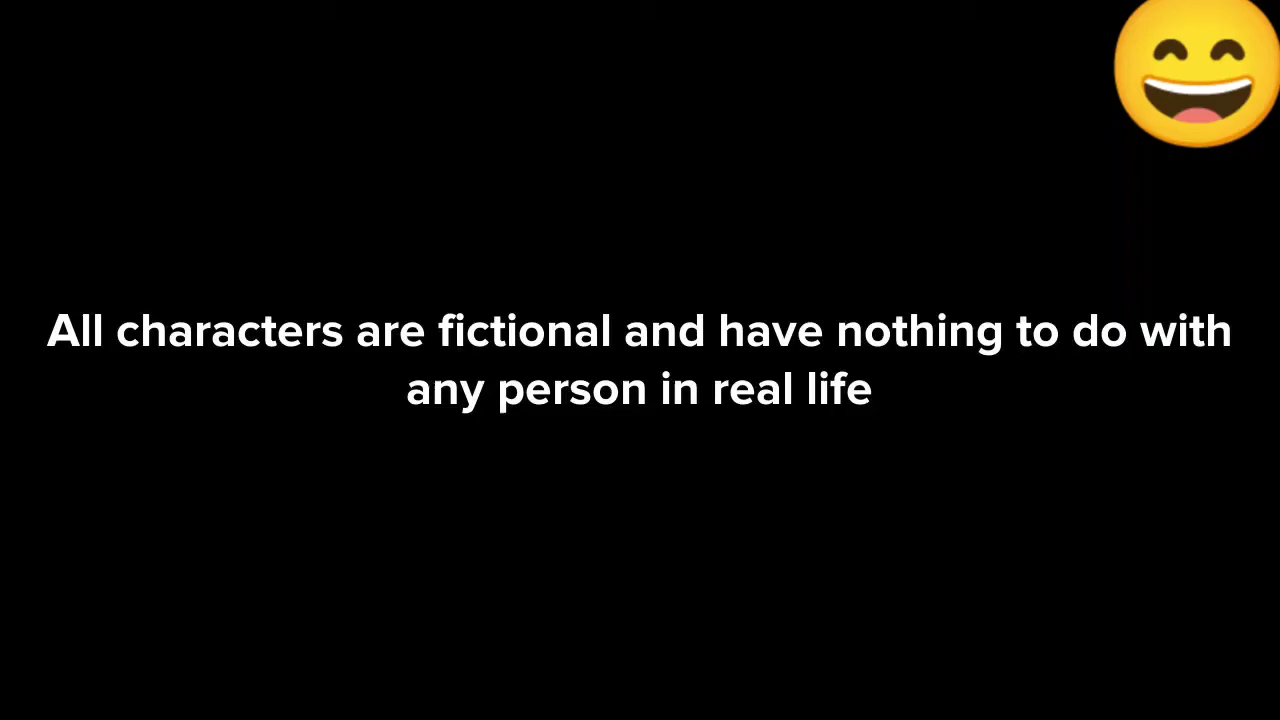 All characters are fictional and have nothing to do with
any person in real life